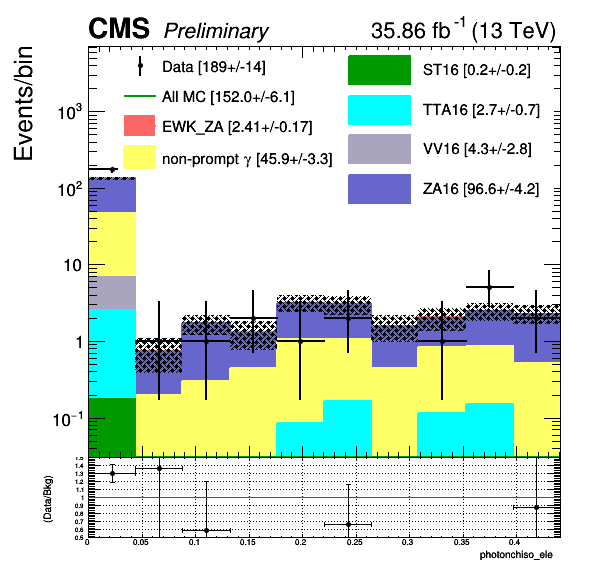 CMS Preliminary 35.86 fb⁻¹ (13 TeV)
Events/bin
Data [189+/-14]
All MC [152.0+/-6.1]
EWK_ZA [2.41+/-0.17]
non-prompt γ [45.9+/-3.3]
ST16 [0.2+/-0.2]
TTA16 [2.7+/-0.7]
VV16 [4.3+/-2.8]
ZA16 [96.6+/-4.2]
10³
10²
10
1
10⁻¹
(Data/Bkg)
1.5
1.4
1.3
1.2
1.1
1
0.9
0.8
0.7
0.6
0.5
0 0.05 0.1 0.15 0.2 0.25 0.3 0.35 0.4
photonchiso_ele